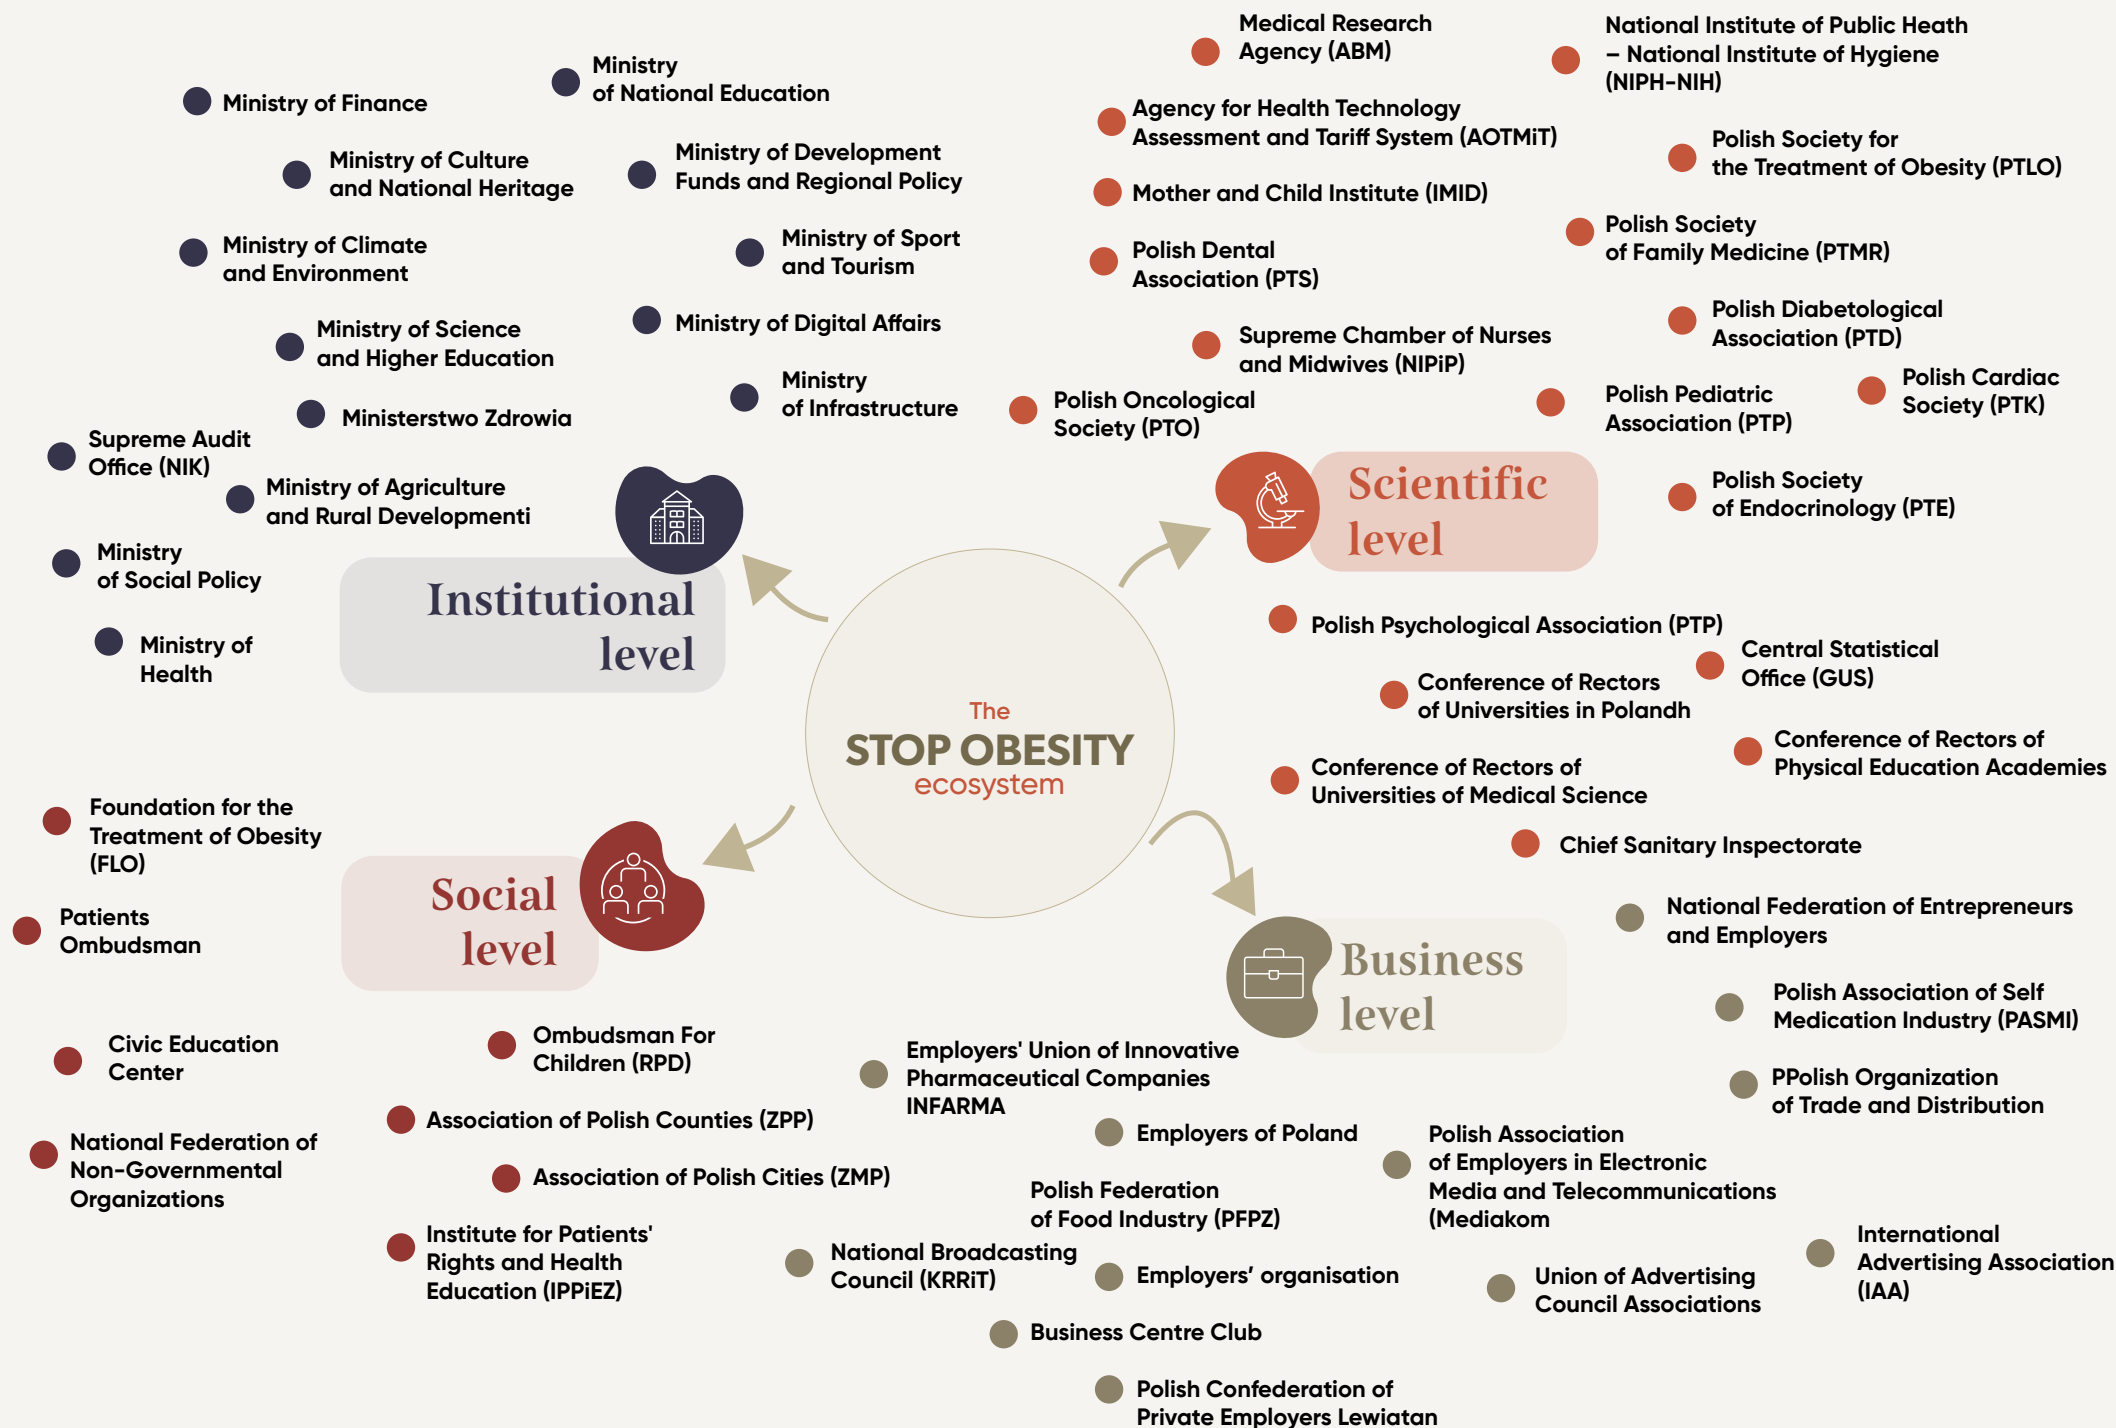 Ministry of Finance
Ministry
of National Education
Ministry of Culture
and National Heritage
Ministry of Development
Funds and Regional Policy
Ministry of Climate
and Environment
Ministry of Sport
and Tourism
Ministry of Science
and Higher Education
Ministry of Digital Affairs
Ministerstwo Zdrowia
Ministry
of Infrastructure
Supreme Audit
Office (NIK)
Ministry of Agriculture
and Rural Developmenti
Ministry
of Social Policy
Ministry of
Health
Institutional
level
Medical Research
Agency (ABM)
National Institute of Public Heath
– National Institute of Hygiene
(NIPH-NIH)
Agency for Health Technology
Assessment and Tariff System (AOTMiT)
Polish Society for
the Treatment of Obesity (PTLO)
Mother and Child Institute (IMID)
Polish Society
of Family Medicine (PTMR)
Polish Dental
Association (PTS)
Polish Diabetological
Association (PTD)
Supreme Chamber of Nurses
and Midwives (NIPiP)
Polish Cardiac
Society (PTK)
Polish Oncological
Society (PTO)
Polish Pediatric
Association (PTP)
Scientific
level
Polish Society
of Endocrinology (PTE)
Polish Psychological Association (PTP)
Central Statistical
Office (GUS)
Conference of Rectors
of Universities in Polandh
Conference of Rectors of
Physical Education Academies
Conference of Rectors of
Universities of Medical Science
Chief Sanitary Inspectorate
The
STOP OBESITY
ecosystem
Foundation for the
Treatment of Obesity
(FLO)
Social
level
Patients
Ombudsman
Civic Education
Center
Ombudsman For
Children (RPD)
Association of Polish Counties (ZPP)
National Federation of
Non-Governmental
Organizations
Association of Polish Cities (ZMP)
Institute for Patients'
Rights and Health
Education (IPPiEZ)
Business
level
National Federation of Entrepreneurs
and Employers
Polish Association of Self
Medication Industry (PASMI)
Employers' Union of Innovative
Pharmaceutical Companies
INFARMA
PPolish Organization
of Trade and Distribution
Employers of Poland
Polish Association
of Employers in Electronic
Media and Telecommunications
(Mediakom
Polish Federation
of Food Industry (PFPZ)
National Broadcasting
Council (KRRiT)
Employers’ organisation
International
Advertising Association
(IAA)
Union of Advertising
Council Associations
Business Centre Club
Polish Confederation of
Private Employers Lewiatan